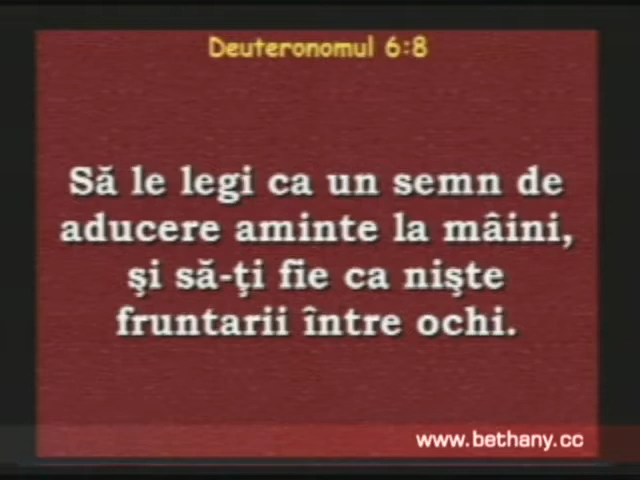 Deuteronomul 6:8
Să le legi ca un semn de
aducere aminte la mâini,
şi să-ţi fie ca nişte
fruntarii între ochi.
www.bethany.cc